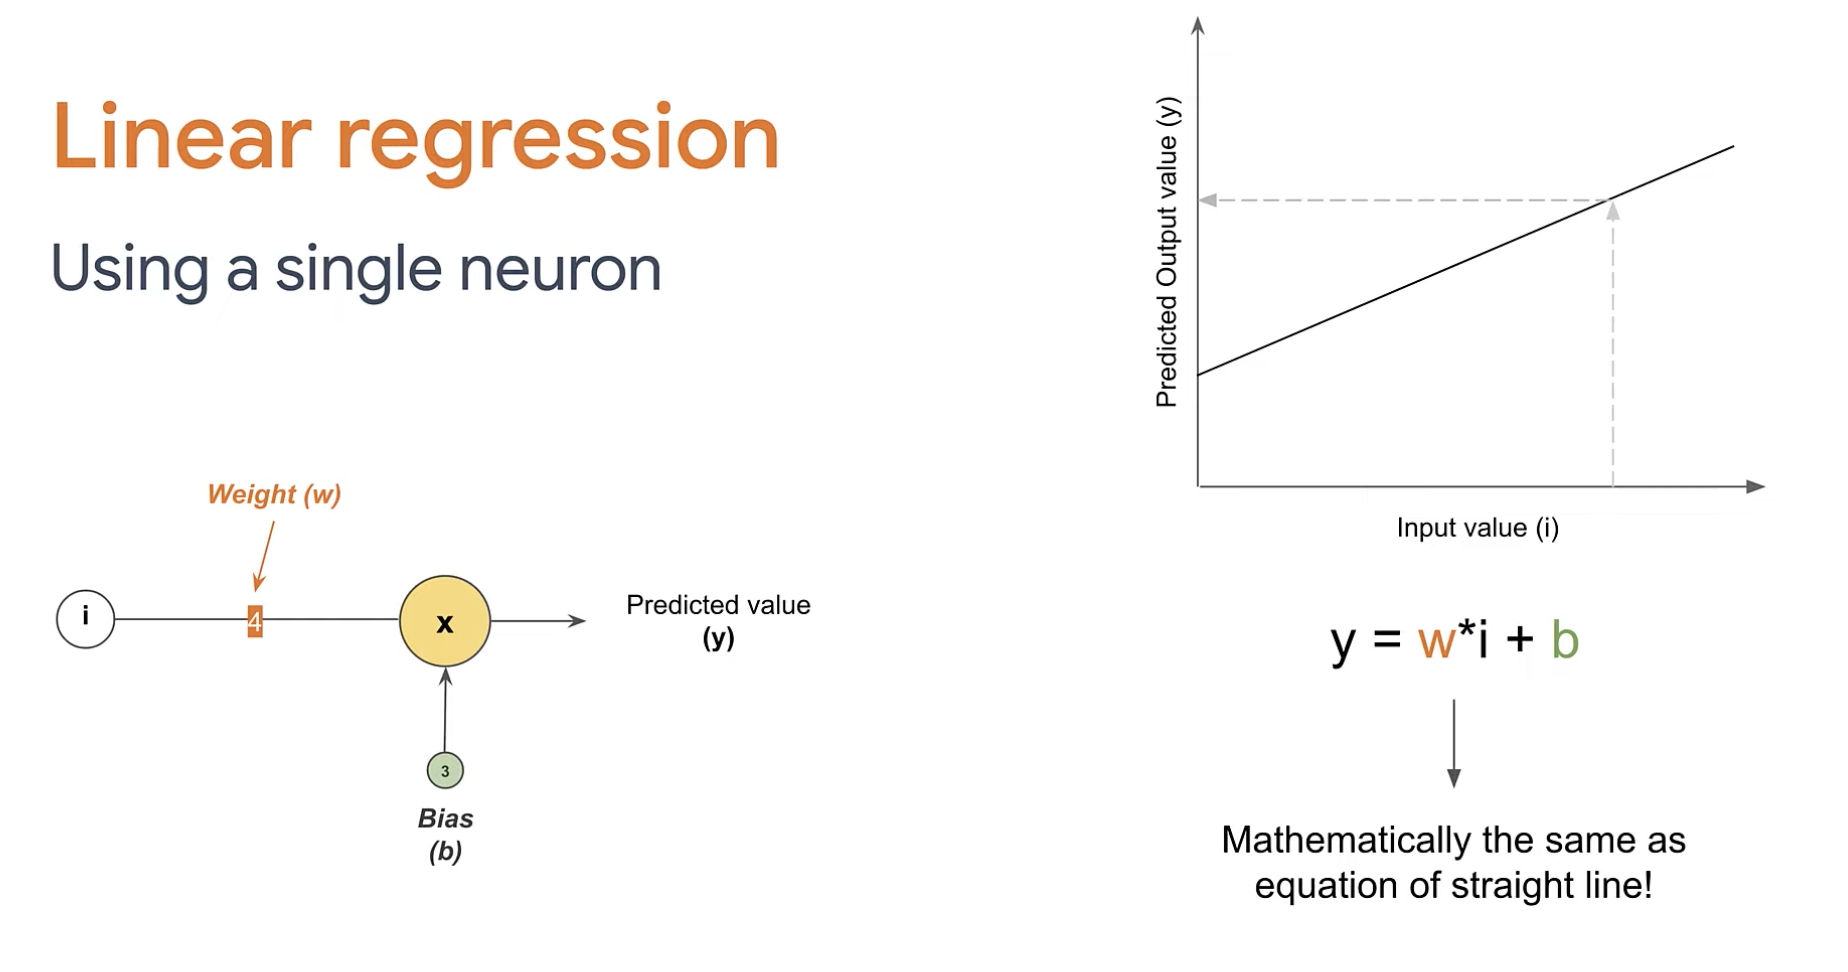 Linear regression
Using a single neuron
Weight (w)
i
4
x
Predicted value
(y)
3
Bias
(b)
Predicted Output value (y)
Input value (i)
y = w*i + b
Mathematically the same as
equation of straight line!